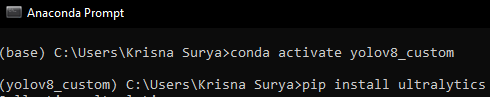 Anaconda Prompt
(base) C:\Users\Krisna Surya>conda activate yolov8_custom
(yolov8_custom) C:\Users\Krisna Surya>pip install ultralytics